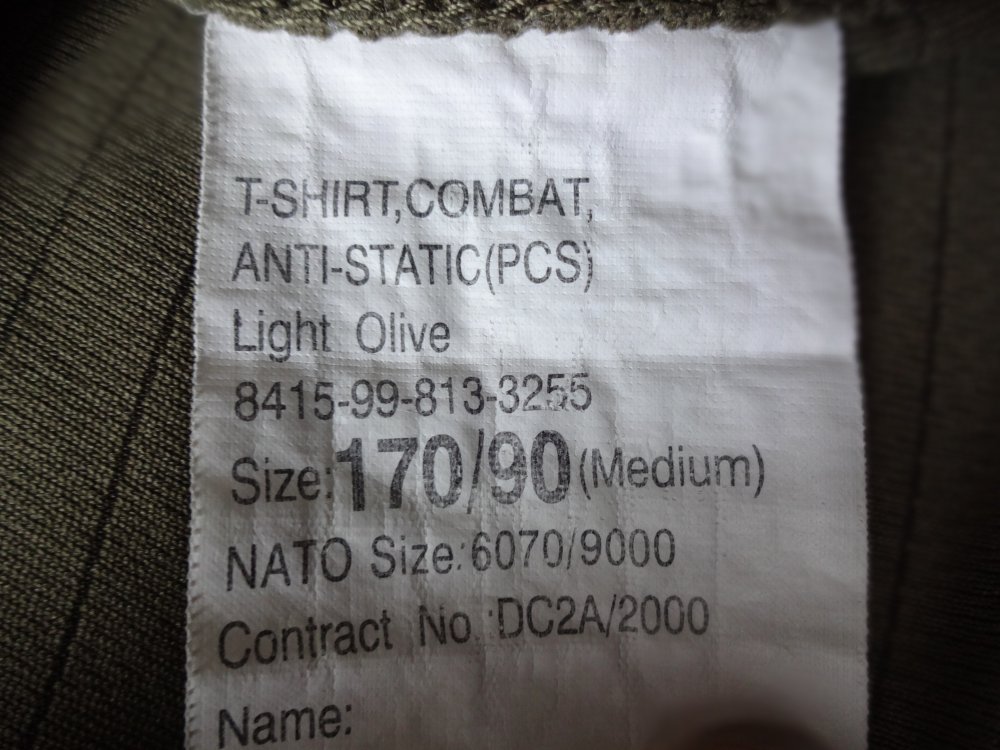 T-SHIRT,COMBAT,
ANTI-STATIC(PCS)
Light Olive
8415-99-813-3255
Size:170/90(Medium)
NATO Size:6070/9000
Contract No.:DC2A/2000
Name: